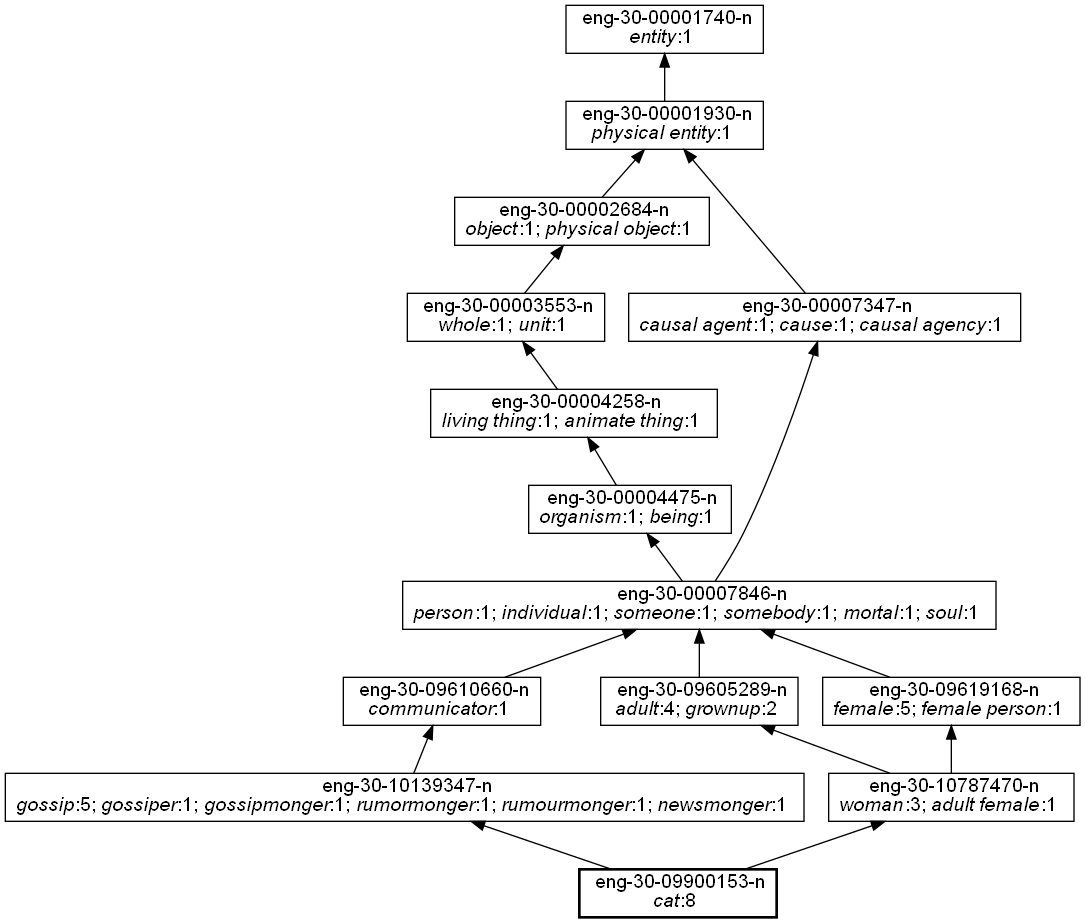 eng-30-00001740-n
entity:1
eng-30-00001930-n
physical entity:1
eng-30-00002684-n
object:1; physical object:1
eng-30-00003553-n
whole:1; unit:1
eng-30-00007347-n
causal agent:1; cause:1; causal agency:1
eng-30-00004258-n
living thing:1; animate thing:1
eng-30-00004475-n
organism:1; being:1
eng-30-00007846-n
person:1; individual:1; someone:1; somebody:1; mortal:1; soul:1
eng-30-09610660-n
communicator:1
eng-30-09605289-n
adult:4; grownup:2
eng-30-09619168-n
female:5; female person:1
eng-30-10139347-n
gossip:5; gossiper:1; gossipmonger:1; rumormonger:1; rumourmonger:1; newsmonger:1
eng-30-10787470-n
woman:3; adult female:1
eng-30-09900153-n
cat:8